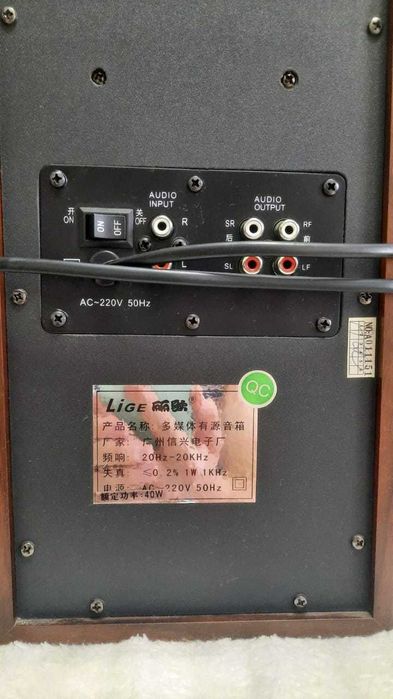 AUDIO INPUT
AUDIO OUTPUT
开 ON
ON OFF
关 OFF
R
L
SR
RF
后
前
SL
LF
AC~220V 50Hz
QC
LiGE 丽歌®
产品名称: 多媒体有源音箱
厂家: 广州信兴电子厂
频响: 20Hz-20KHz
失真: ≤0.2% 1W 1KHz
电源: AC~220V 50Hz
额定功率: 40W